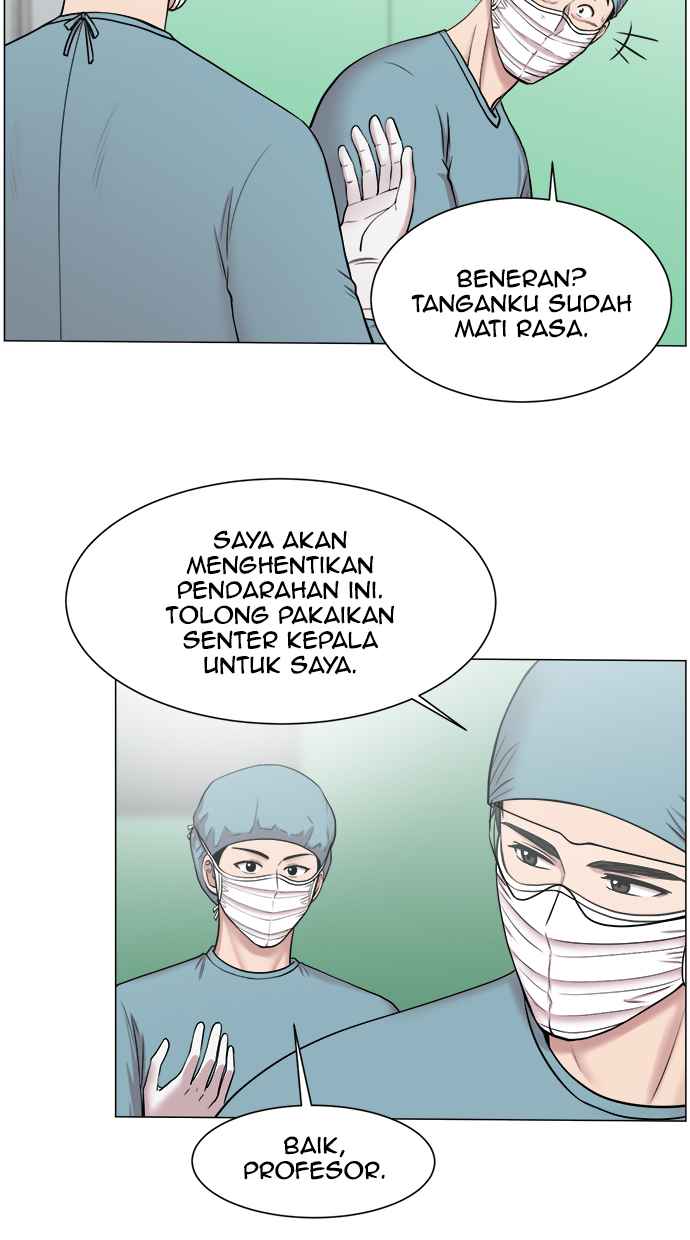 BENERAN?
TANGANKU SUDAH
MATI RASA.
SAYA AKAN
MENGHENTIKAN
PENDARAHAN INI.
TOLONG PAKAIKAN
SENTER KEPALA
UNTUK SAYA.
BAIK,
PROFESOR.